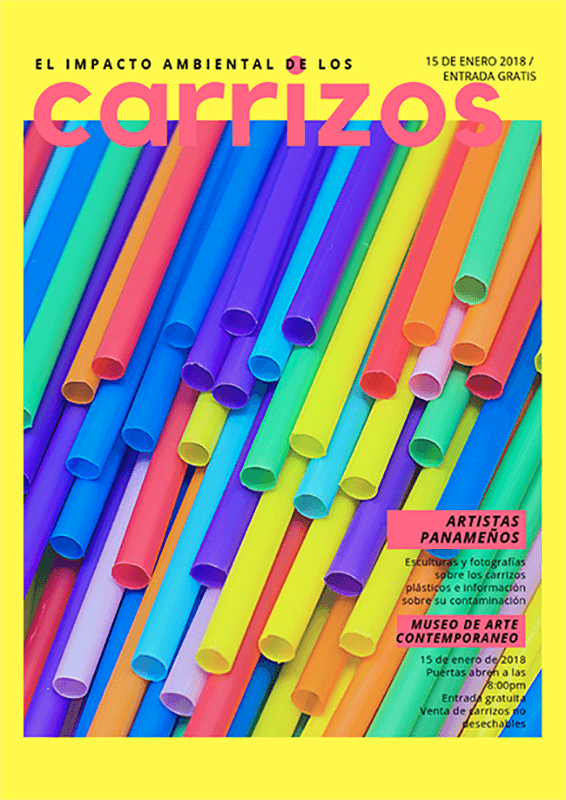 EL IMPACTO AMBIENTAL DE LOS
carrizos
15 DE ENERO 2018 /
ENTRADA GRATIS
ARTISTAS
PANAMEÑOS
Esculturas y fotografías
sobre los carrizos
plásticos e información
sobre su contaminación
MUSEO DE ARTE
CONTEMPORANEO
15 de enero de 2018
Puertas abren a las
8:00pm
Entrada gratuita
Venta de carrizos no
desechables